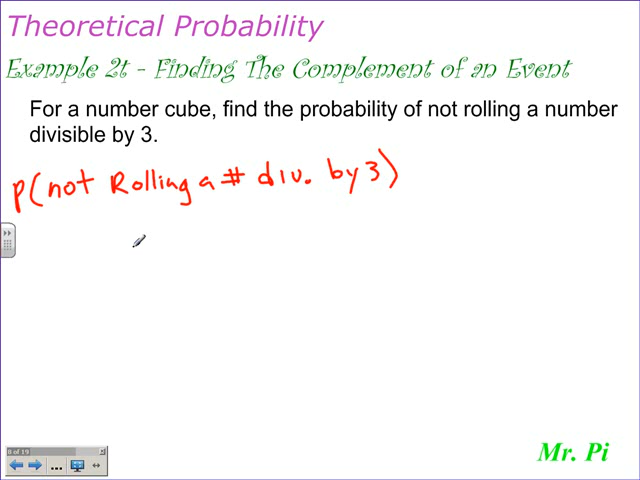 Theoretical Probability
Example 2t - Finding The Complement of an Event
For a number cube, find the probability of not rolling a number
divisible by 3.
p(not Rolling a # div. by 3)
8 of 19
Mr. Pi